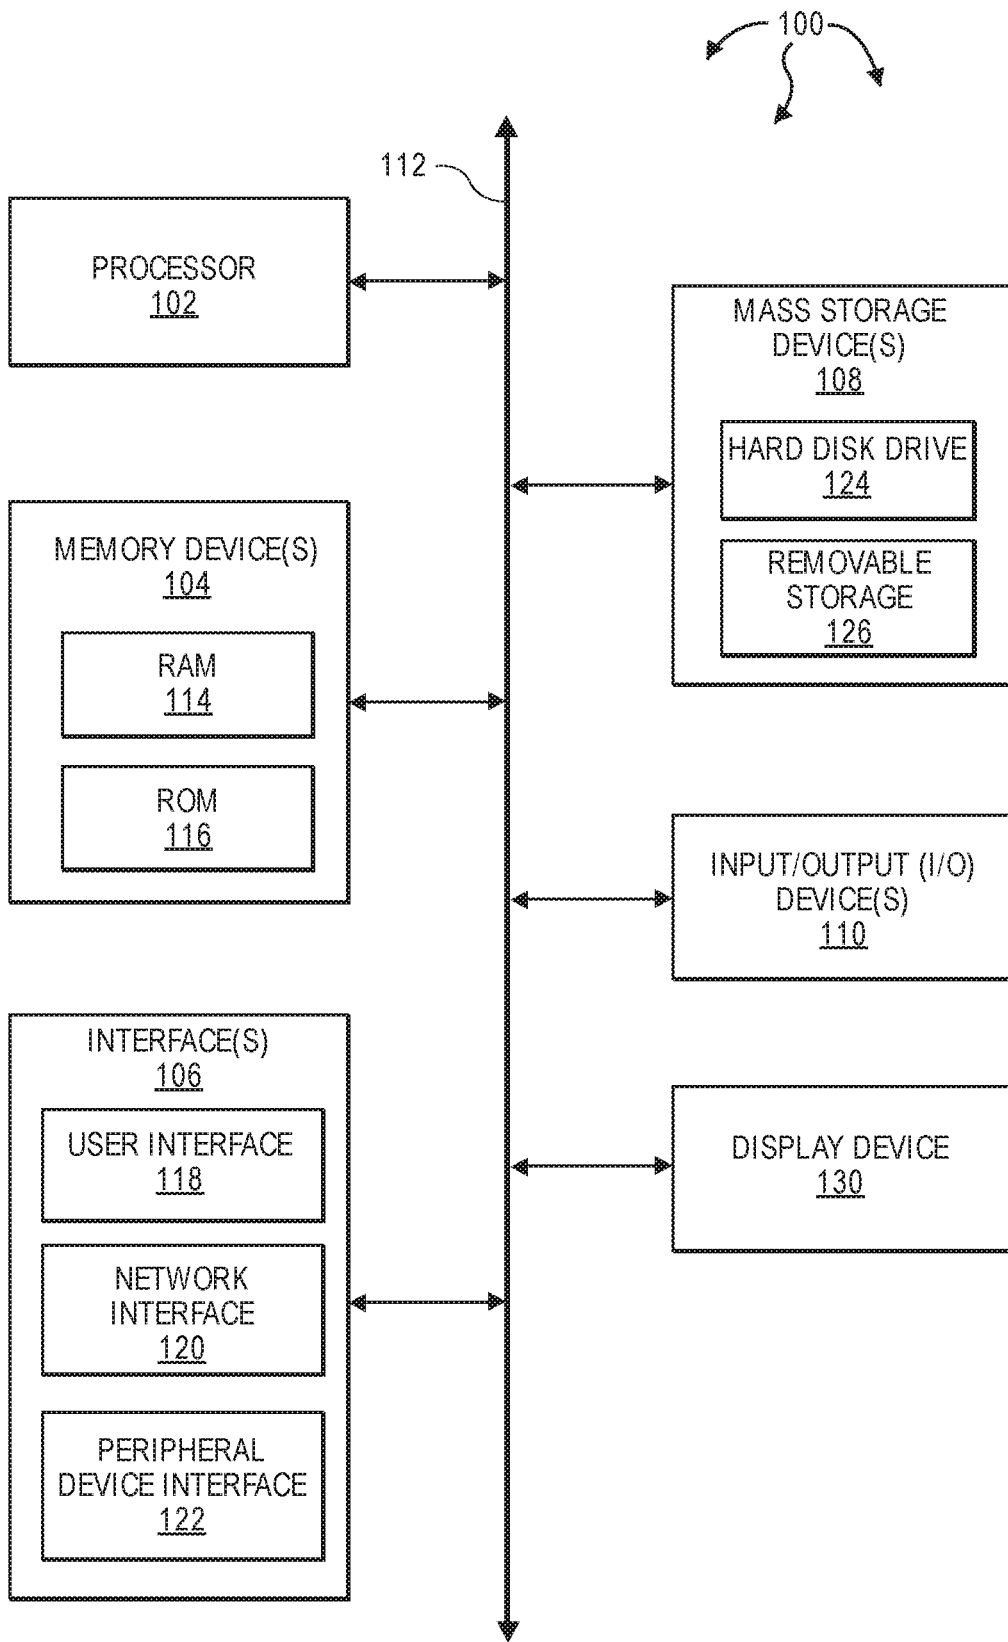 100
112
PROCESSOR
102
MASS STORAGE
DEVICE(S)
108
HARD DISK DRIVE
124
REMOVABLE
STORAGE
126
MEMORY DEVICE(S)
104
RAM
114
ROM
116
INPUT/OUTPUT (I/O)
DEVICE(S)
110
INTERFACE(S)
106
USER INTERFACE
118
NETWORK
INTERFACE
120
PERIPHERAL
DEVICE INTERFACE
122
DISPLAY DEVICE
130